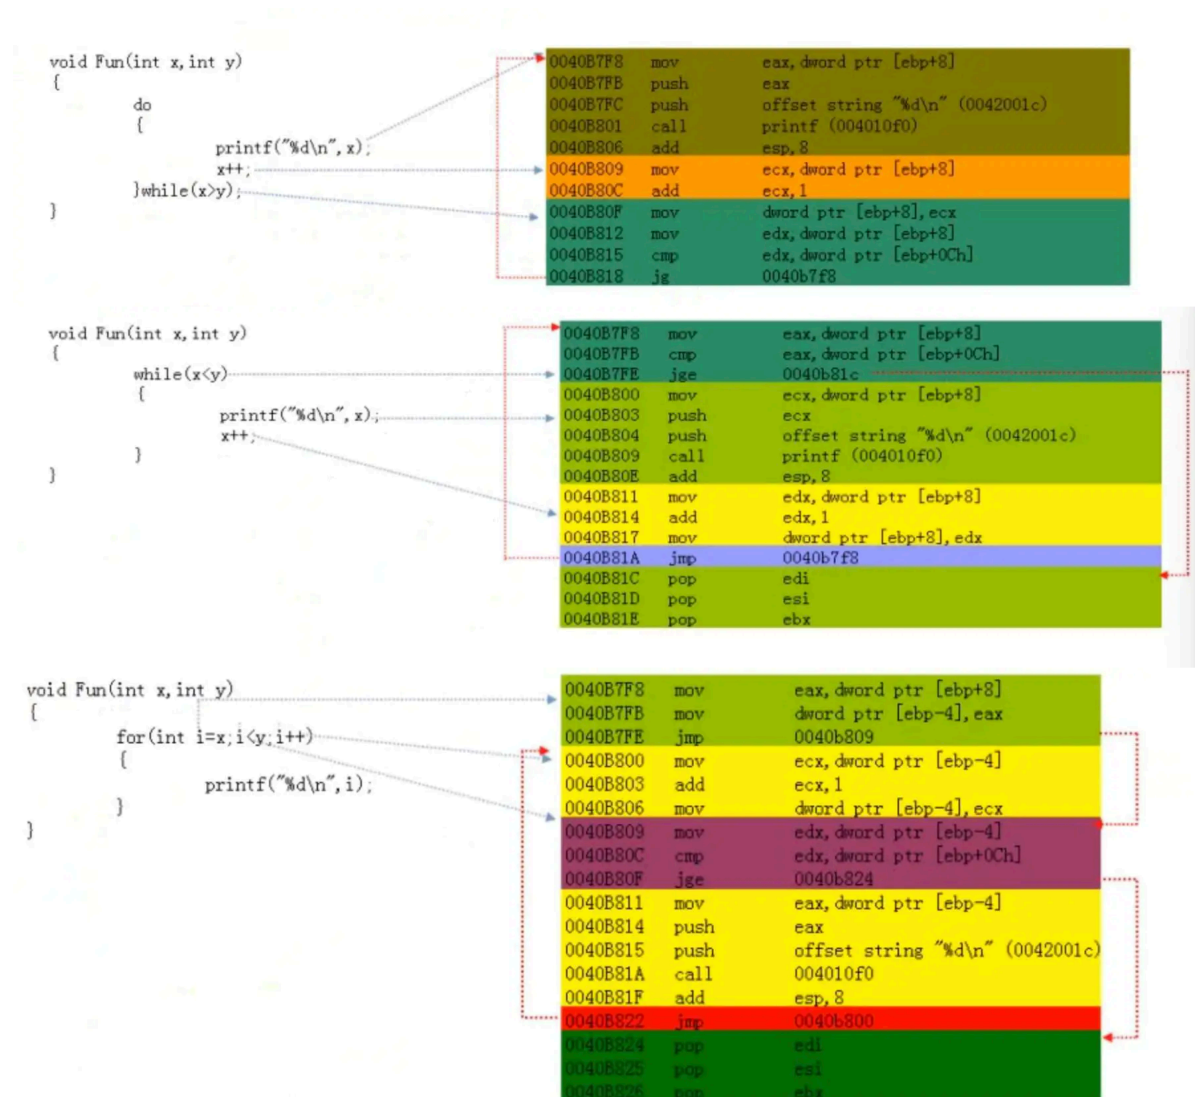 void Fun(int x,int y)
{
do
{
printf("%d\n",x);
x++;
}while(x>y);
}
0040B7F8 mov eax,dword ptr [ebp+8]
0040B7FB push eax
0040B7FC push offset string "%d\n" (0042001c)
0040B801 call printf (004010f0)
0040B806 add esp,8
0040B809 mov ecx,dword ptr [ebp+8]
0040B80C add ecx,1
0040B80F mov dword ptr [ebp+8],ecx
0040B812 mov edx,dword ptr [ebp+8]
0040B815 cmp edx,dword ptr [ebp+0Ch]
0040B818 jg 0040b7f8
void Fun(int x,int y)
{
while(x<y)
{
printf("%d\n",x);
x++;
}
}
0040B7F8 mov eax,dword ptr [ebp+8]
0040B7FB cmp eax,dword ptr [ebp+0Ch]
0040B7FE jge 0040b81c
0040B800 mov ecx,dword ptr [ebp+8]
0040B803 push ecx
0040B804 push offset string "%d\n" (0042001c)
0040B809 call printf (004010f0)
0040B80E add esp,8
0040B811 mov edx,dword ptr [ebp+8]
0040B814 add edx,1
0040B817 mov dword ptr [ebp+8],edx
0040B81A jmp 0040b7f8
0040B81C pop edi
0040B81D pop esi
0040B81E pop ebx
void Fun(int x,int y)
{
for(int i=x;i<y;i++)
{
printf("%d\n",i);
}
}
0040B7F8 mov eax,dword ptr [ebp+8]
0040B7FB mov dword ptr [ebp-4],eax
0040B7FE jmp 0040b809
0040B800 mov ecx,dword ptr [ebp-4]
0040B803 add ecx,1
0040B806 mov dword ptr [ebp-4],ecx
0040B809 mov edx,dword ptr [ebp-4]
0040B80C cmp edx,dword ptr [ebp+0Ch]
0040B80F jge 0040b824
0040B811 mov eax,dword ptr [ebp-4]
0040B814 push eax
0040B815 push offset string "%d\n" (0042001c)
0040B81A call 004010f0
0040B81F add esp,8
0040B822 jmp 0040b800
0040B824 pop edi
0040B825 pop esi
0040B826 pop ebx